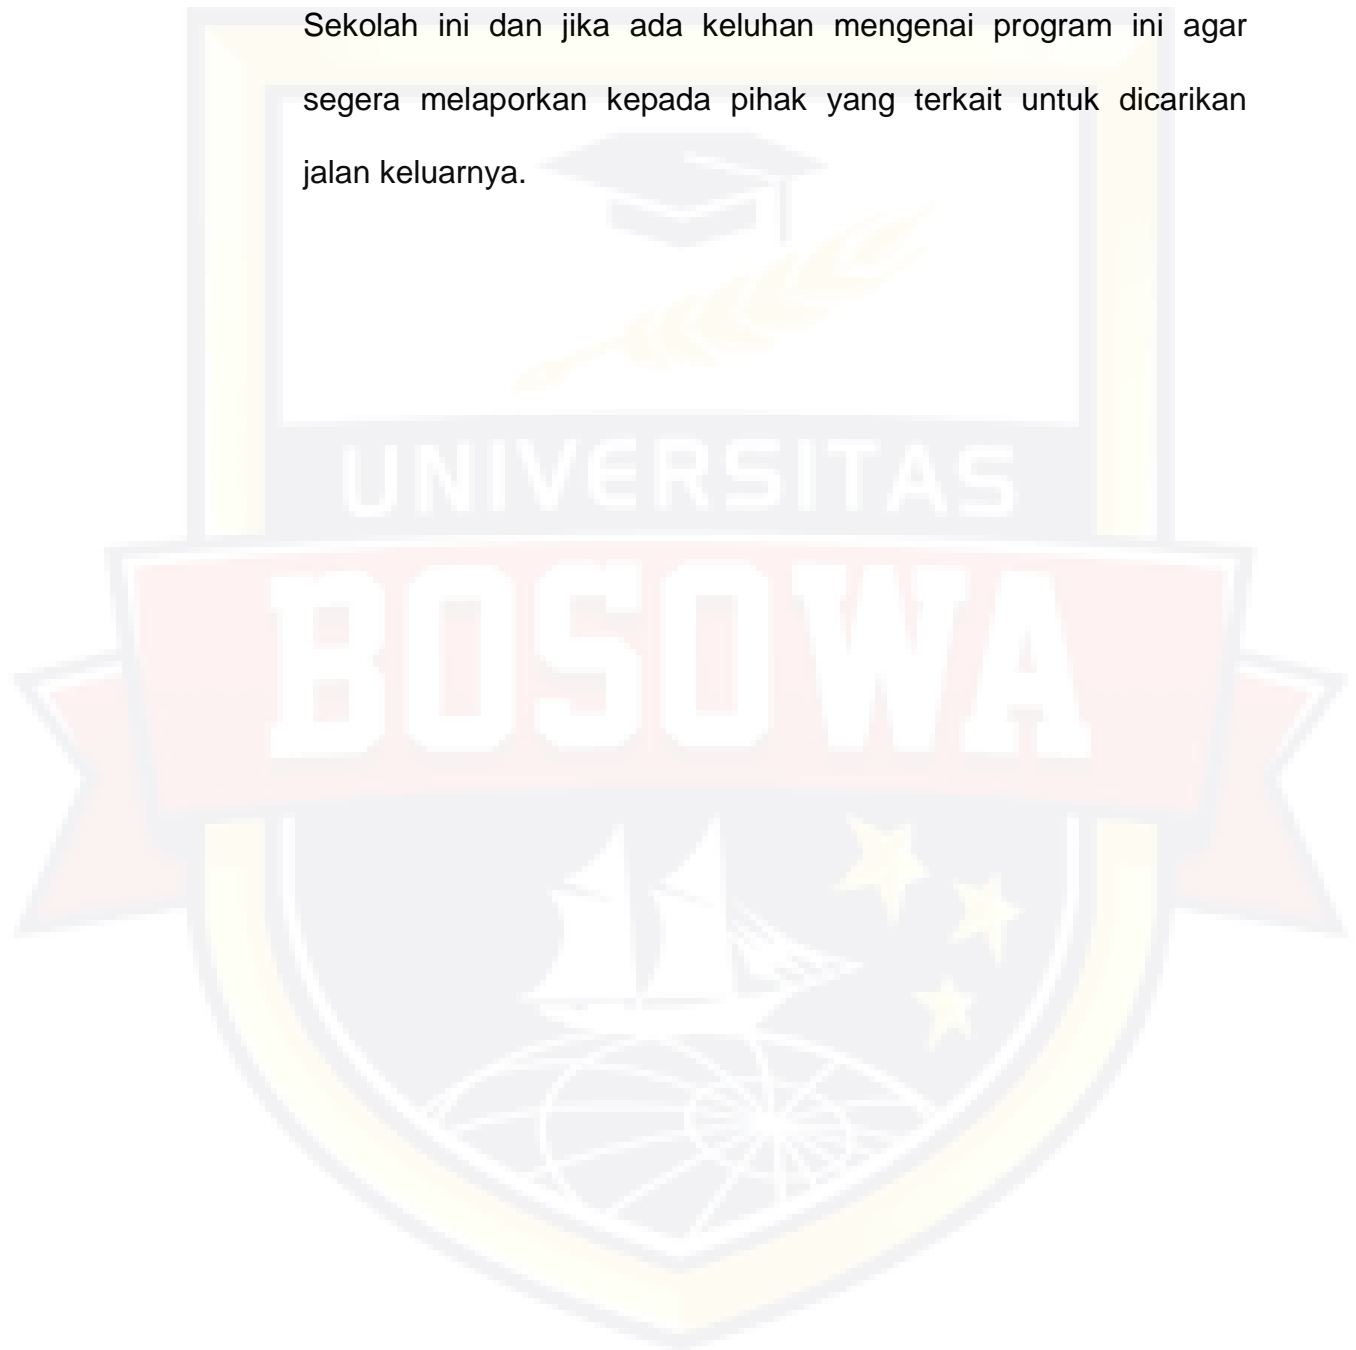 Sekolah ini dan jika ada keluhan mengenai program ini agar
segera melaporkan kepada pihak yang terkait untuk dicarikan
jalan keluarnya.
UNIVERSITAS
BOSOWA